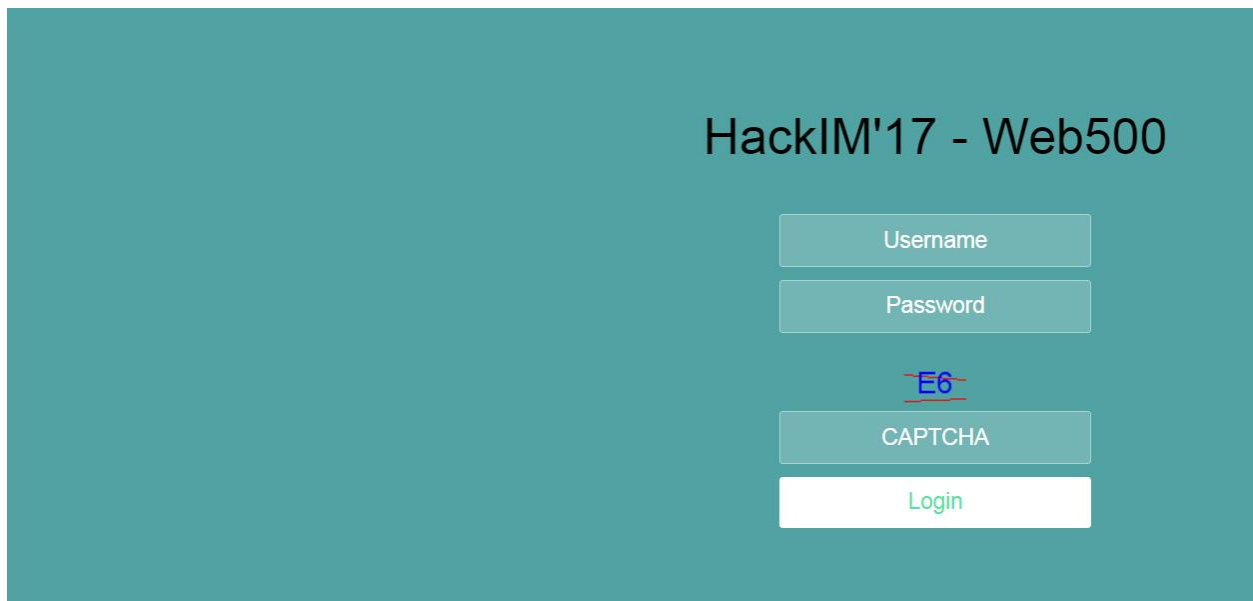 HackIM'17 - Web500
Username
Password
E6
CAPTCHA
Login